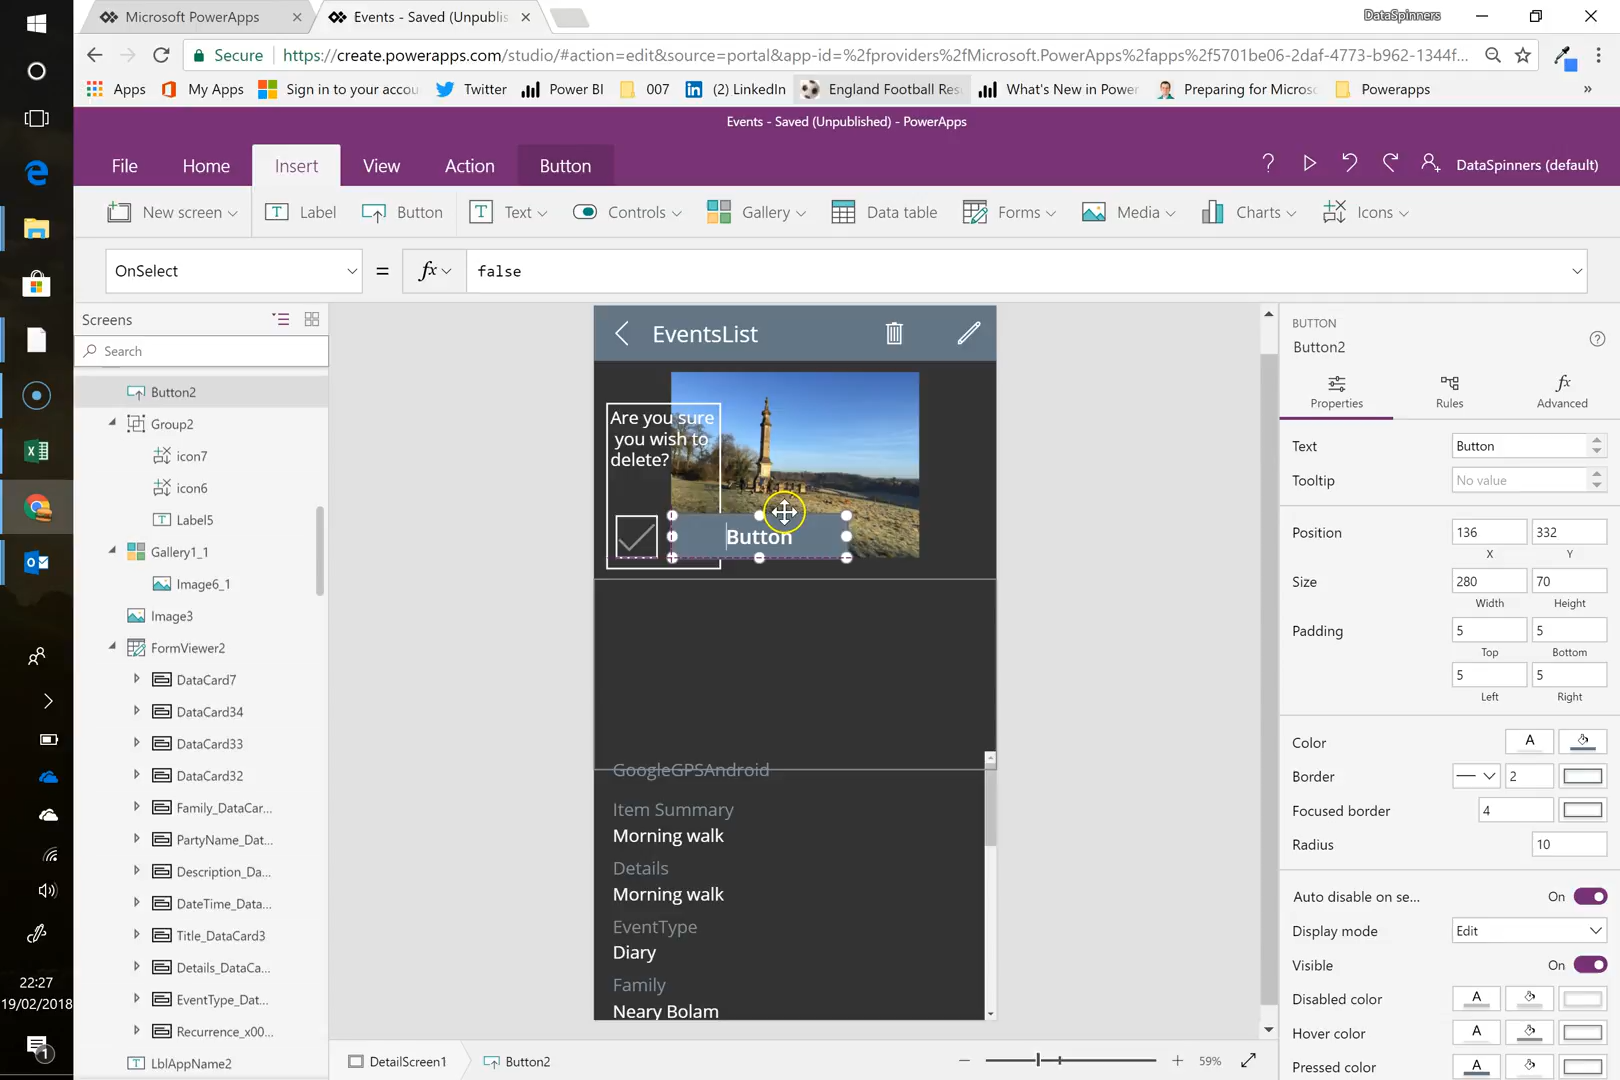 Microsoft PowerApps
Events - Saved (Unpublis
DataSpinners
Secure
https://create.powerapps.com/studio/#action=edit&source=portal&app-id=%2fproviders%2fMicrosoft.PowerApps%2fapps%2f5701be06-2daf-4773-b962-1344f...
Apps
My Apps
Sign in to your accou
Twitter
Power BI
007
(2) LinkedIn
England Football Res
What's New in Power
Preparing for Micros
Powerapps
»
Events - Saved (Unpublished) - PowerApps
File
Home
Insert
View
Action
Button
?
DataSpinners (default)
New screen
Label
Button
Text
Controls
Gallery
Data table
Forms
Media
Charts
Icons
OnSelect
=
fx
false
Screens
Search
Button2
Group2
icon7
icon6
Label5
Gallery1_1
Image6_1
Image3
FormViewer2
DataCard7
DataCard34
DataCard33
DataCard32
Family_DataCar...
PartyName_Dat...
Description_Da...
DateTime_Data...
Title_DataCard3
Details_DataCa...
EventType_Dat...
Recurrence_x00...
LblAppName2
EventsList
Are you sure
you wish to
delete?
Button
GoogleGPSAndroid
Item Summary
Morning walk
Details
Morning walk
EventType
Diary
Family
Neary Bolam
DetailScreen1
Button2
59%
BUTTON
Button2
Properties
Rules
fx
Advanced
Text
Button
Tooltip
No value
Position
136
332
X
Y
Size
280
70
Width
Height
Padding
5
5
Top
Bottom
5
5
Left
Right
Color
A
Border
2
Focused border
4
Radius
10
Auto disable on se...
On
Display mode
Edit
Visible
On
Disabled color
A
Hover color
A
Pressed color
A
22:27
19/02/2018
1